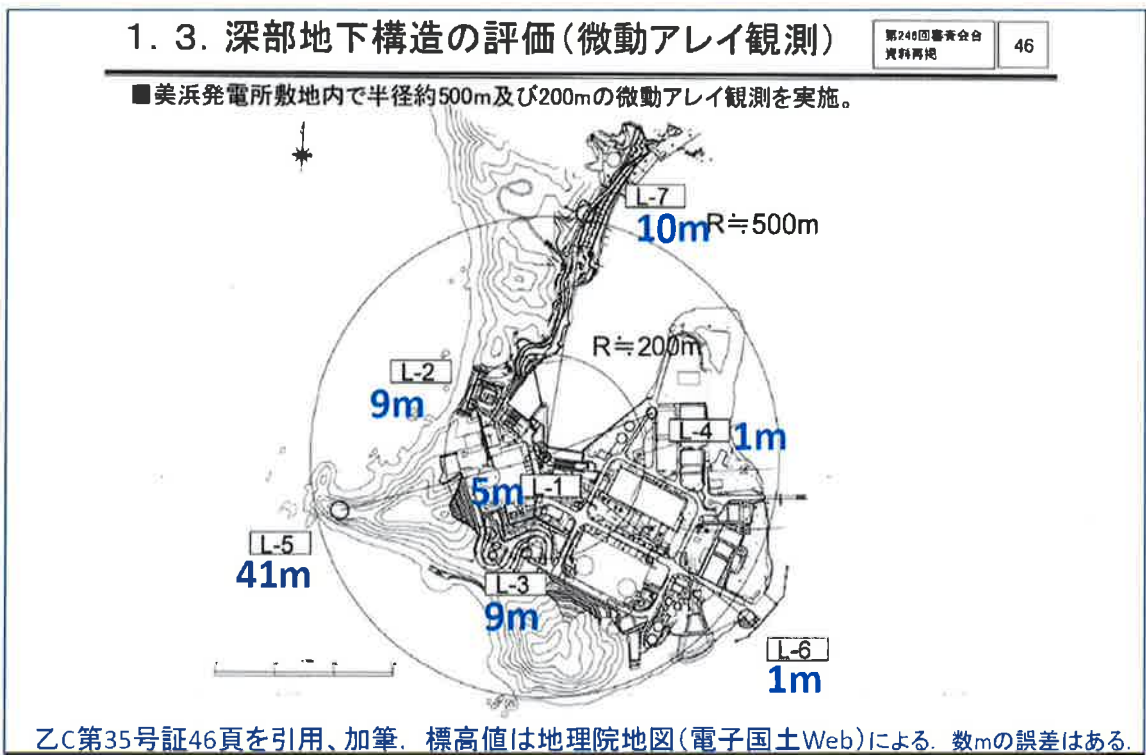 1．3．深部地下構造の評価（微動アレイ観測）
第248回審査会合
資料再掲
46
■美浜発電所敷地内で半径約500m及び200mの微動アレイ観測を実施。
L-7
10m
R≒500m
R≒200m
L-2
9m
L-4
1m
5m
L-1
L-5
41m
L-3
9m
L-6
1m
乙C第35号証46頁を引用、加筆．標高値は地理院地図（電子国土Web）による．数mの誤差はある．